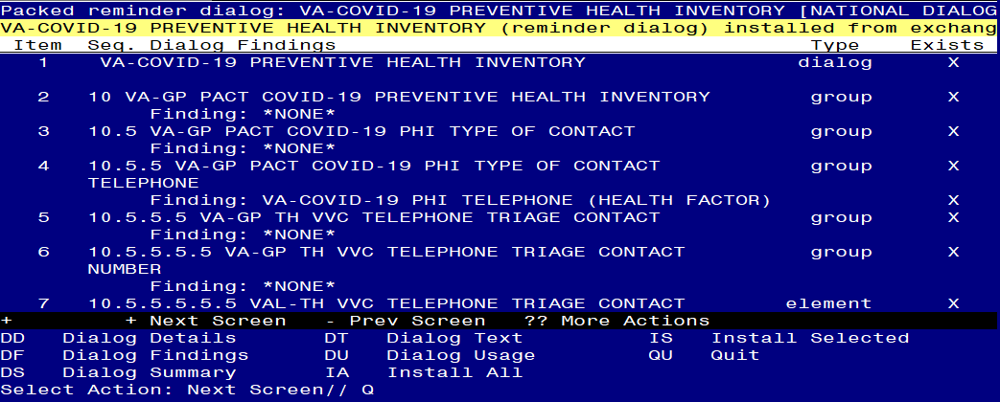 Packed reminder dialog: VA-COVID-19 PREVENTIVE HEALTH INVENTORY [NATIONAL DIALOG
VA-COVID-19 PREVENTIVE HEALTH INVENTORY (reminder dialog) installed from exchang
Item Seq. Dialog Findings Type Exists
1 VA-COVID-19 PREVENTIVE HEALTH INVENTORY dialog X
2 10 VA-GP PACT COVID-19 PREVENTIVE HEALTH INVENTORY group X
Finding: *NONE*
3 10.5 VA-GP PACT COVID-19 PHI TYPE OF CONTACT group X
Finding: *NONE*
4 10.5.5 VA-GP PACT COVID-19 PHI TYPE OF CONTACT group X
TELEPHONE
Finding: VA-COVID-19 PHI TELEPHONE (HEALTH FACTOR) X
5 10.5.5.5 VA-GP TH VVC TELEPHONE TRIAGE CONTACT group X
Finding: *NONE*
6 10.5.5.5.5 VA-GP TH VVC TELEPHONE TRIAGE CONTACT group X
NUMBER
Finding: *NONE*
7 10.5.5.5.5.5 VAL-TH VVC TELEPHONE TRIAGE CONTACT element X
+ + Next Screen - Prev Screen ?? More Actions
DD Dialog Details DT Dialog Text IS Install Selected
DF Dialog Findings DU Dialog Usage QU Quit
DS Dialog Summary IA Install All
Select Action: Next Screen// Q